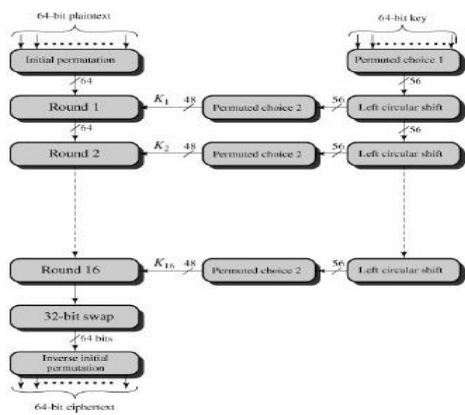 64-bit plaintext
64-bit key
Initial permutation
Permuted choice 1
64
56
Round 1
K1
48
Permuted choice 2
56
Left circular shift
64
56
Round 2
K2
48
Permuted choice 2
56
Left circular shift
Round 16
K16
48
Permuted choice 2
56
Left circular shift
32-bit swap
64 bits
Inverse initial
permutation
64-bit ciphertext